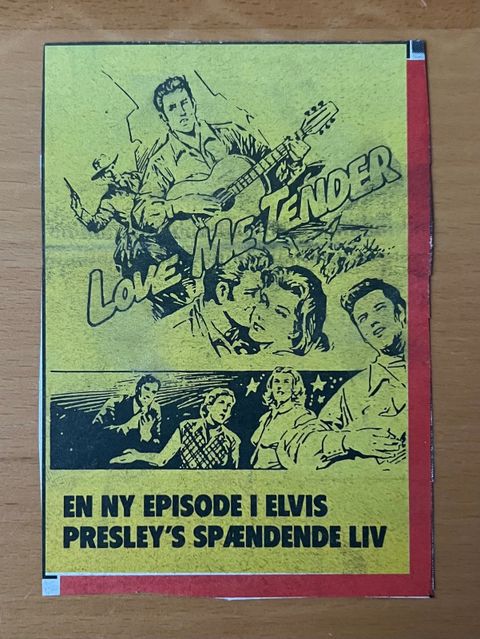 LOVE ME TENDER
EN NY EPISODE I ELVIS
PRESLEY'S SPÆNDENDE LIV